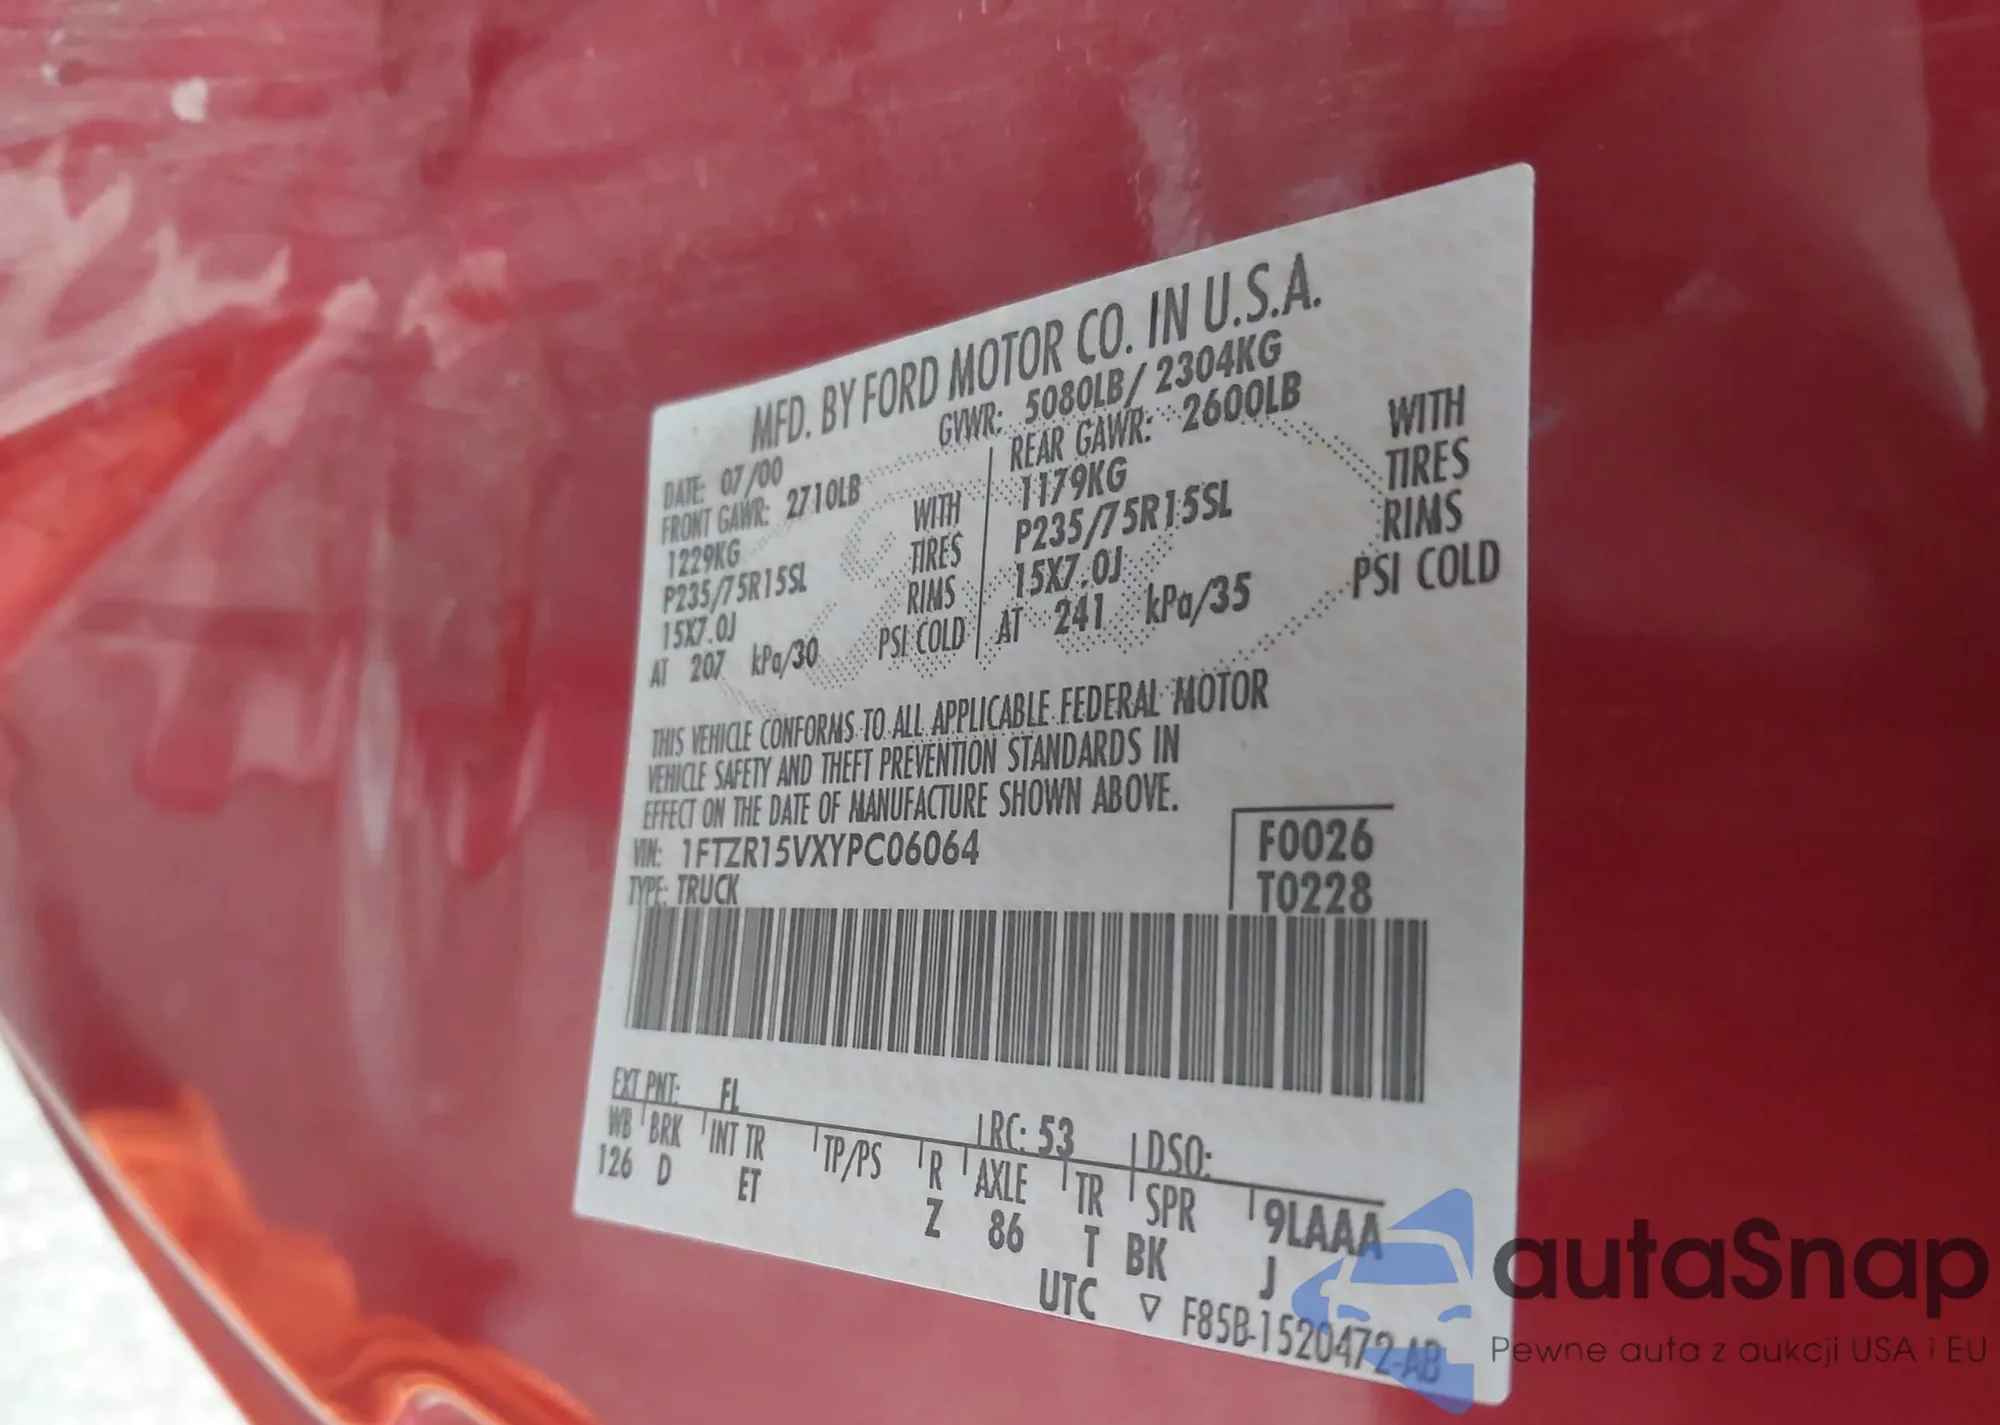 MFD. BY FORD MOTOR CO. IN U.S.A.
DATE: 07/00 GVWR: 5080LB/ 2304KG
FRONT GAWR: 2710LB REAR GAWR: 2600LB
1229KG WITH 1179KG WITH
P235/75R15SL TIRES P235/75R15SL TIRES
15X7.0J RIMS 15X7.0J RIMS
AT 207 kPa/30 PSI COLD AT 241 kPa/35 PSI COLD
THIS VEHICLE CONFORMS TO ALL APPLICABLE FEDERAL MOTOR
VEHICLE SAFETY AND THEFT PREVENTION STANDARDS IN
EFFECT ON THE DATE OF MANUFACTURE SHOWN ABOVE.
VIN: 1FTZR15VXYPC06064 F0026
TYPE: TRUCK T0228
EXT PNT: FL RC: 53 DSO:
WB BRK INT TR TP/PS R AXLE TR SPR 9LAAA
126 D ET Z 86 T BK J
UTC ▽ F85B-1520472-AB
autaSnap
Pewne auta z aukcji USA i EU